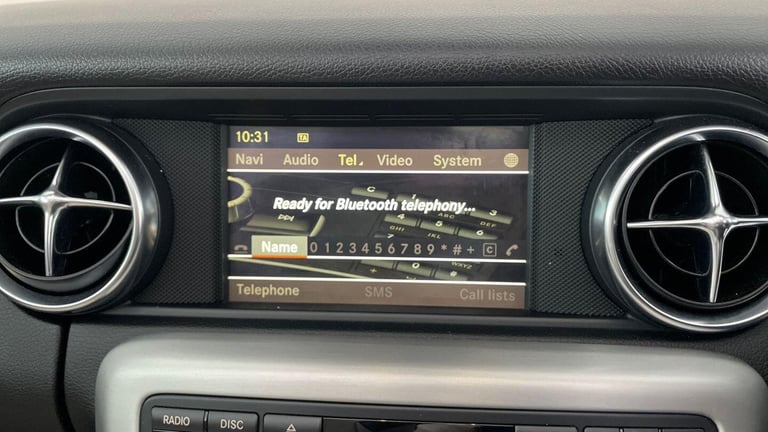 10:31 TA
Navi Audio Tel Video System
Ready for Bluetooth telephony...
Name 0 1 2 3 4 5 6 7 8 9 * # + C
Telephone SMS Call lists
RADIO DISC